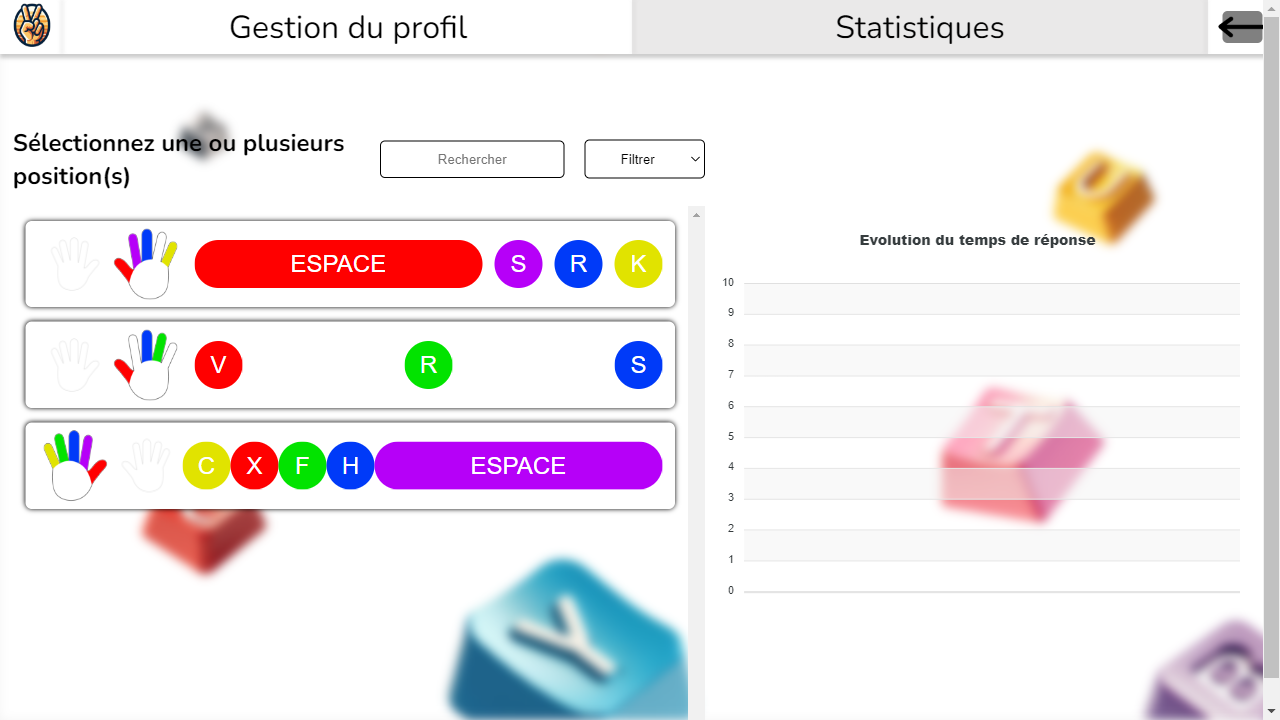 Gestion du profil
Statistiques
Sélectionnez une ou plusieurs
position(s)
Rechercher
Filtrer
ESPACE S R K
V R S
C X F H ESPACE
Evolution du temps de réponse
10
9
8
7
6
5
4
3
2
1
0
Y